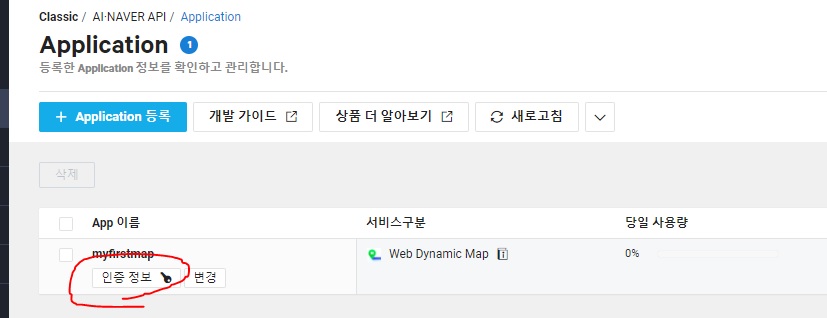 Classic / AI·NAVER API / Application
Application 1
등록한 Application 정보를 확인하고 관리합니다.
+ Application 등록 개발 가이드 상품 더 알아보기 새로고침
삭제
App 이름 서비스구분 당일 사용량
myfirstmap Web Dynamic Map 0%
인증 정보 변경